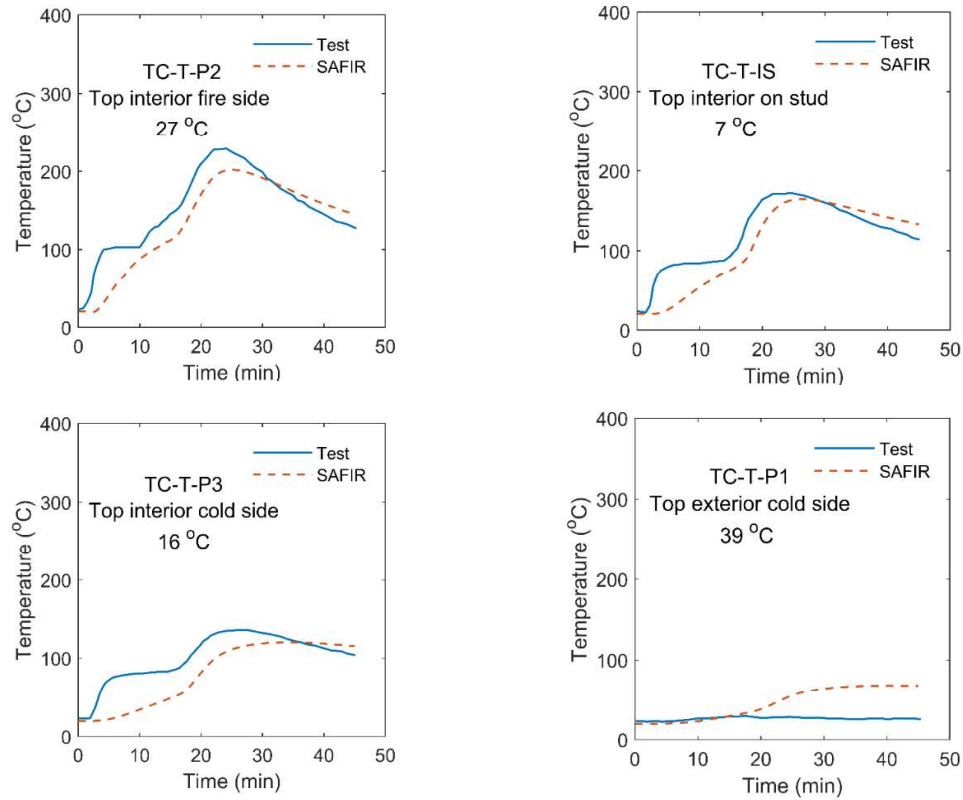 400
300
200
100
0
Temperature (°C)
Test
SAFIR
TC-T-P2
Top interior fire side
27 °C
0 10 20 30 40 50
Time (min)
400
300
200
100
0
Temperature (°C)
Test
SAFIR
TC-T-IS
Top interior on stud
7 °C
0 10 20 30 40 50
Time (min)
400
300
200
100
0
Temperature (°C)
Test
SAFIR
TC-T-P3
Top interior cold side
16 °C
0 10 20 30 40 50
Time (min)
400
300
200
100
0
Temperature (°C)
Test
SAFIR
TC-T-P1
Top exterior cold side
39 °C
0 10 20 30 40 50
Time (min)